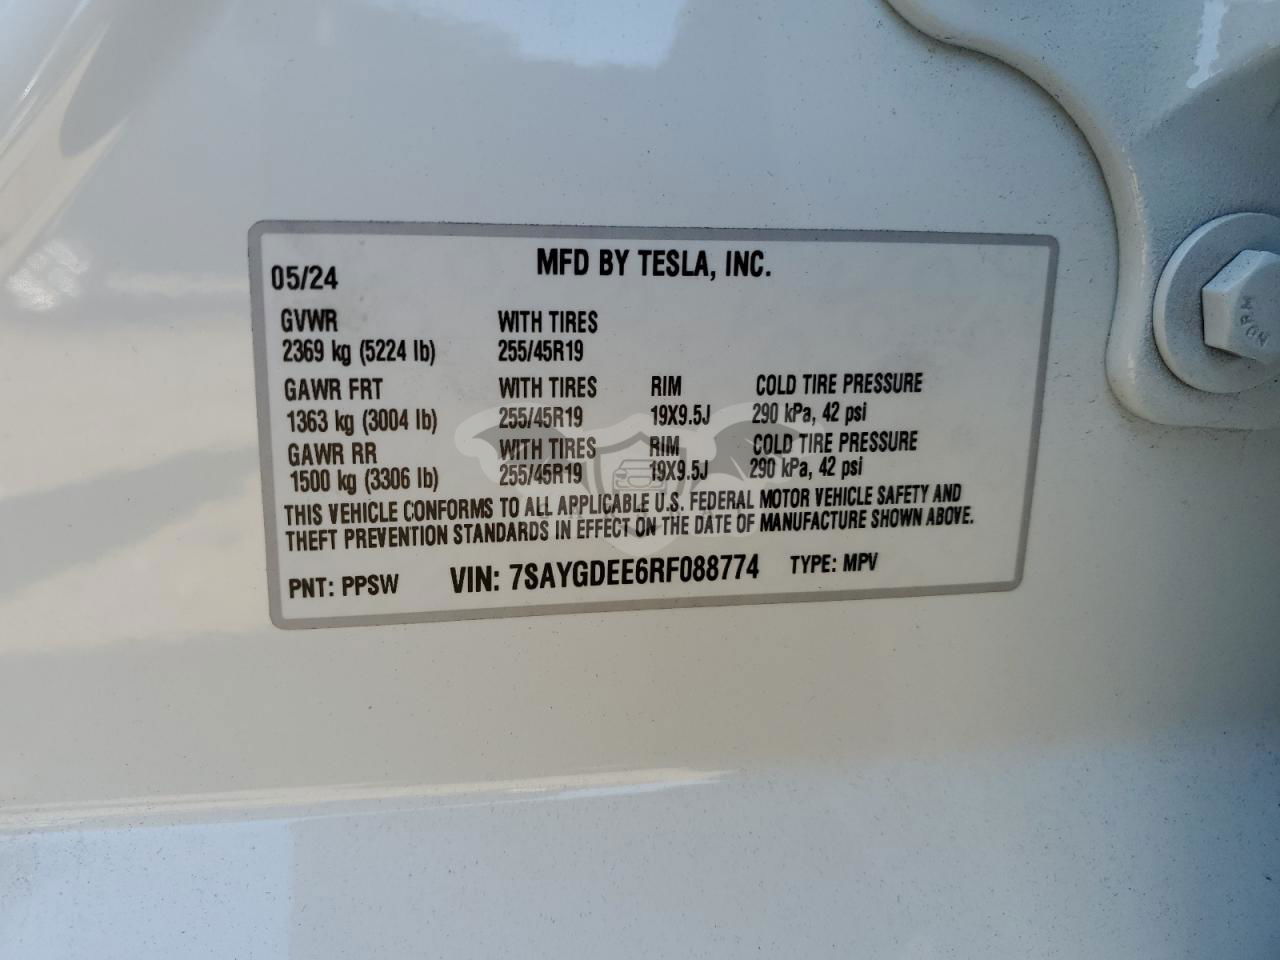 MFD BY TESLA, INC.
05/24
GVWR WITH TIRES
2369 kg (5224 lb) 255/45R19
GAWR FRT WITH TIRES RIM COLD TIRE PRESSURE
1363 kg (3004 lb) 255/45R19 19X9.5J 290 kPa, 42 psi
GAWR RR WITH TIRES RIM COLD TIRE PRESSURE
1500 kg (3306 lb) 255/45R19 19X9.5J 290 kPa, 42 psi
THIS VEHICLE CONFORMS TO ALL APPLICABLE U.S. FEDERAL MOTOR VEHICLE SAFETY AND
THEFT PREVENTION STANDARDS IN EFFECT ON THE DATE OF MANUFACTURE SHOWN ABOVE.
PNT: PPSW VIN: 7SAYGDEE6RF088774 TYPE: MPV